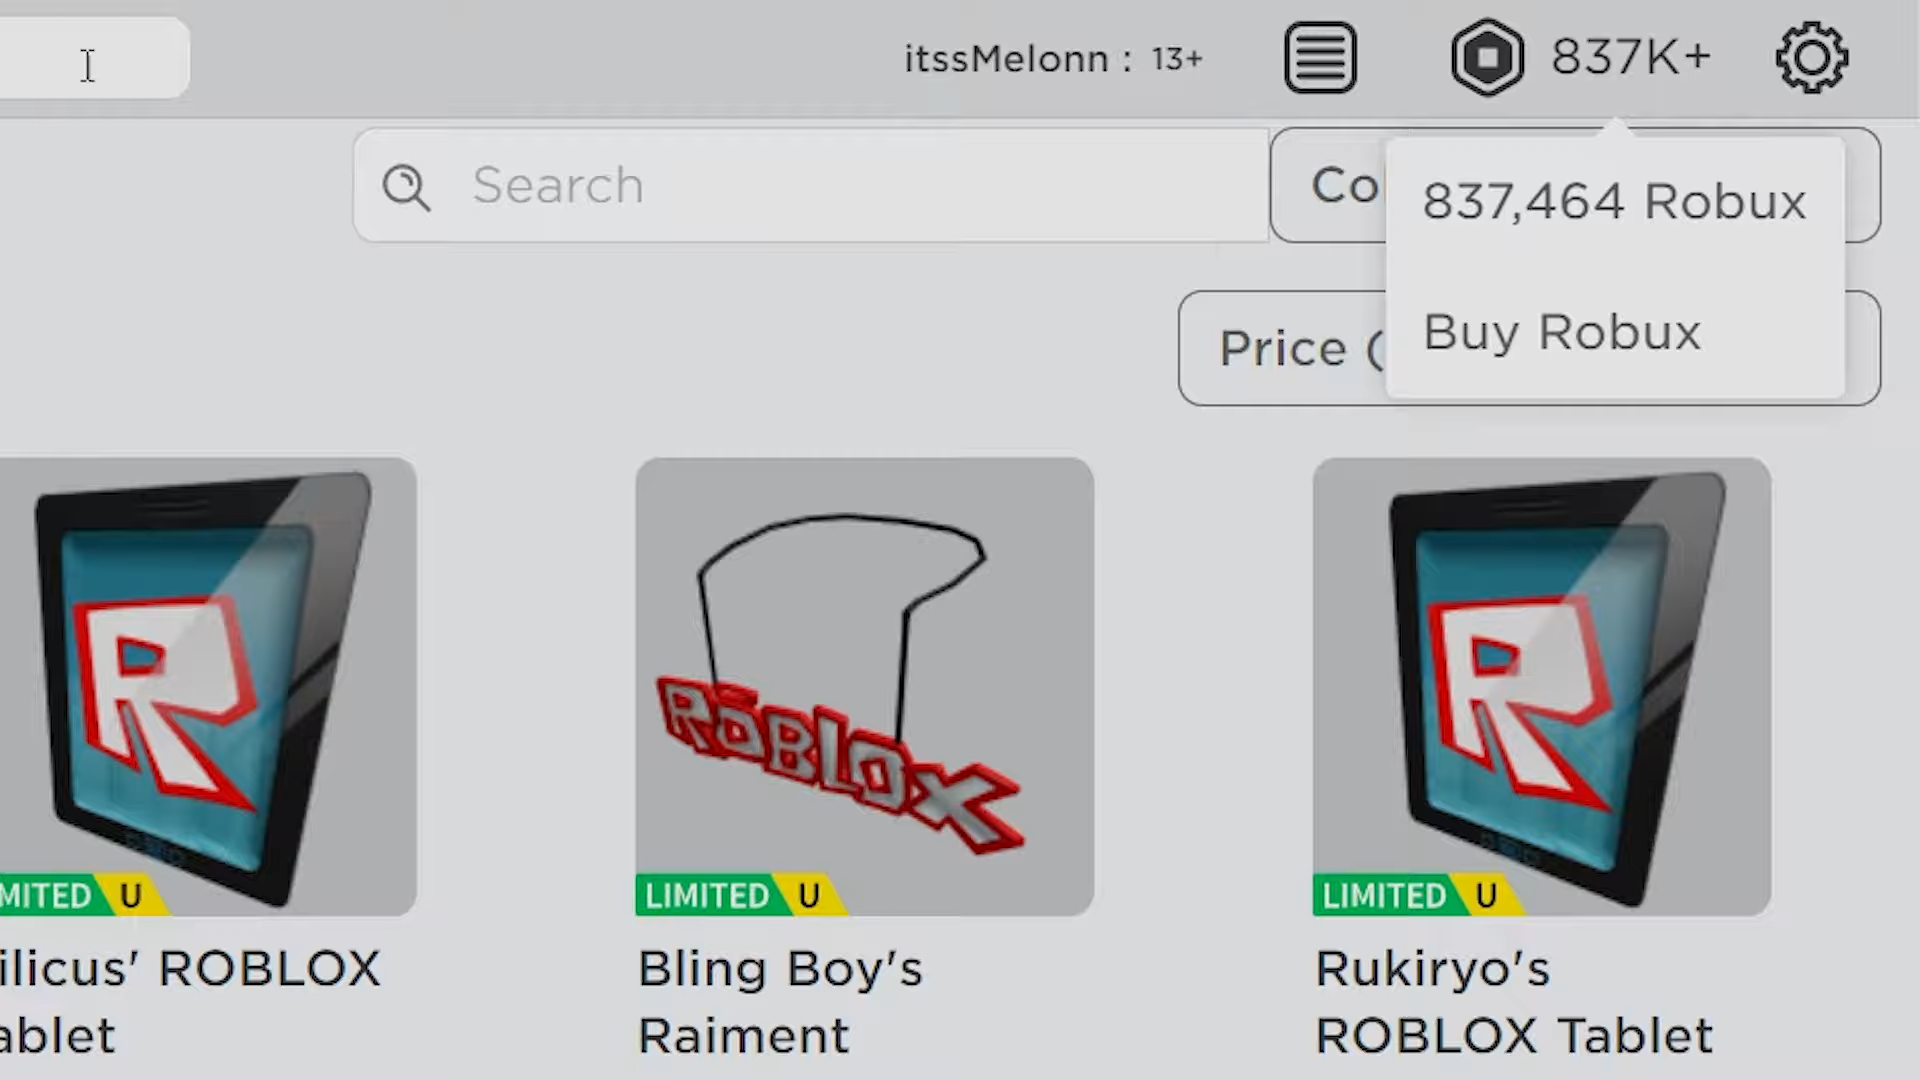 itssMelonn : 13+
837K+
Search
Co
837,464 Robux
Price (
Buy Robux
R
ROBLOX
R
MITED U
LIMITED U
LIMITED U
ilicus' ROBLOX
ablet
Bling Boy's
Raiment
Rukiryo's
ROBLOX Tablet